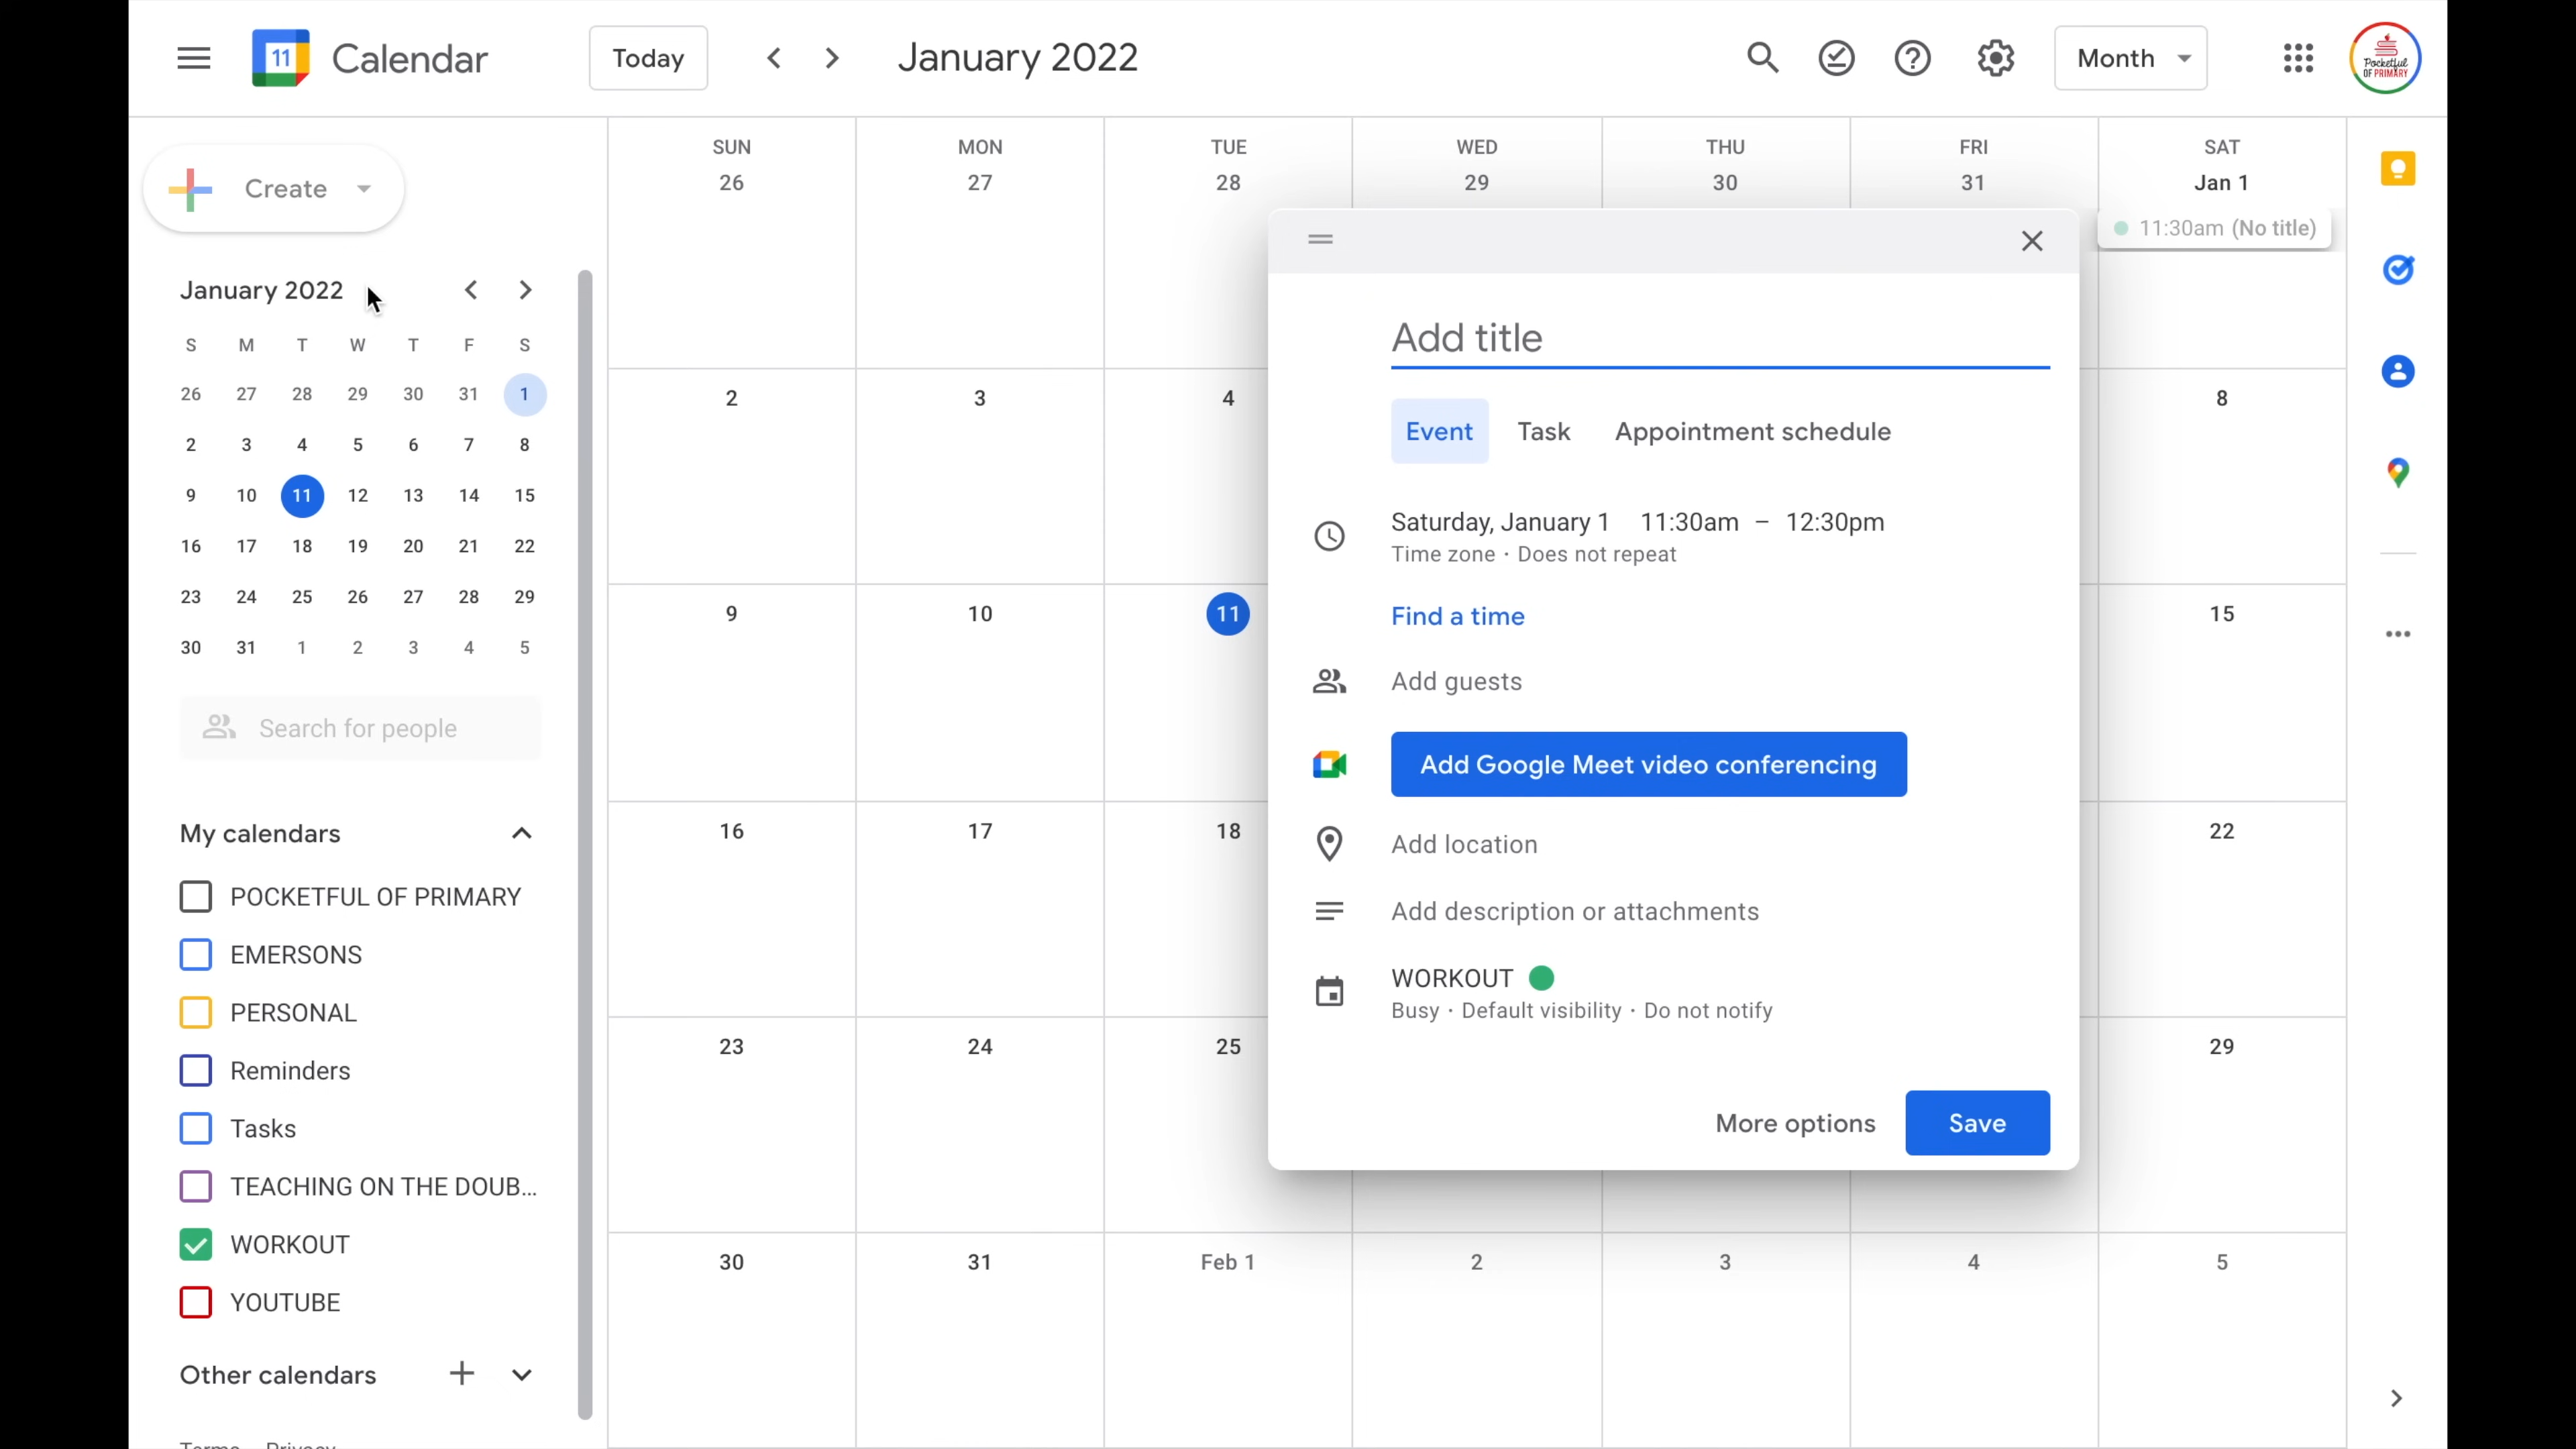 11 Calendar Today January 2022 Month Pocketful OF PRIMARY
Create
January 2022
S M T W T F S
26 27 28 29 30 31 1
2 3 4 5 6 7 8
9 10 11 12 13 14 15
16 17 18 19 20 21 22
23 24 25 26 27 28 29
30 31 1 2 3 4 5
Search for people
My calendars
POCKETFUL OF PRIMARY
EMERSONS
PERSONAL
Reminders
Tasks
TEACHING ON THE DOUB...
WORKOUT
YOUTUBE
Other calendars
Terms – Privacy
SUN MON TUE WED THU FRI SAT
26 27 28 29 30 31 Jan 1
11:30am (No title)
2 3 4 8
9 10 11 15
16 17 18 22
23 24 25 29
30 31 Feb 1 2 3 4 5
Add title
Event Task Appointment schedule
Saturday, January 1 11:30am – 12:30pm
Time zone · Does not repeat
Find a time
Add guests
Add Google Meet video conferencing
Add location
Add description or attachments
WORKOUT
Busy · Default visibility · Do not notify
More options Save